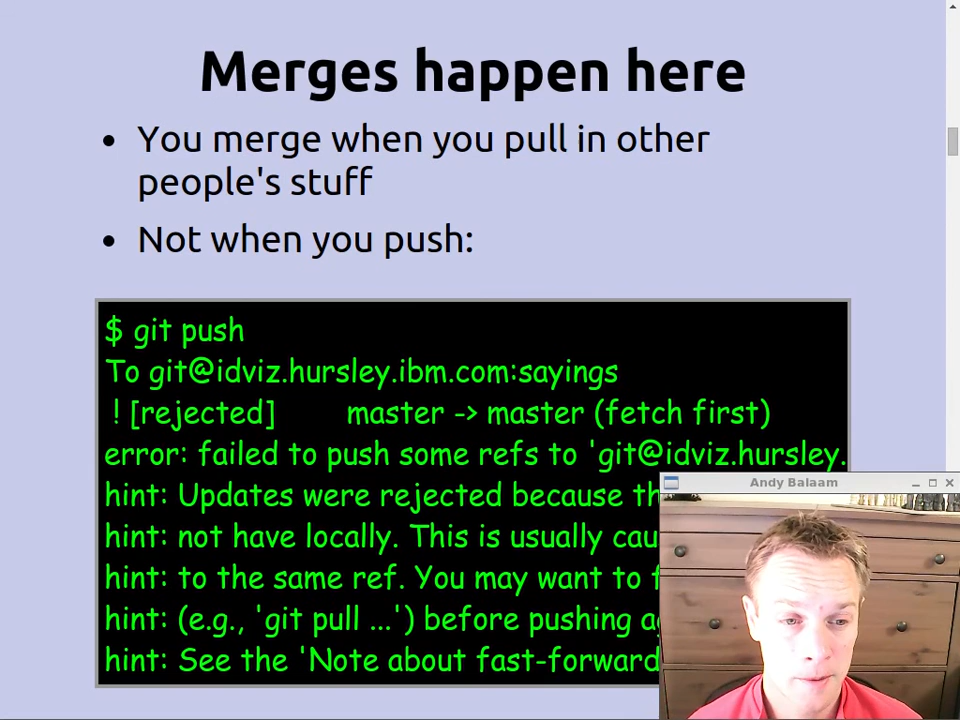 Merges happen here
• You merge when you pull in other
people's stuff
• Not when you push:
$ git push
To git@idviz.hursley.ibm.com:sayings
! [rejected] master -> master (fetch first)
error: failed to push some refs to 'git@idviz.hursley.
hint: Updates were rejected because
hint: not have locally. This is usually
hint: to the same ref. You may want to
hint: (e.g., 'git pull ...') before pushing
hint: See the 'Note about fast-forward
Andy Balaam